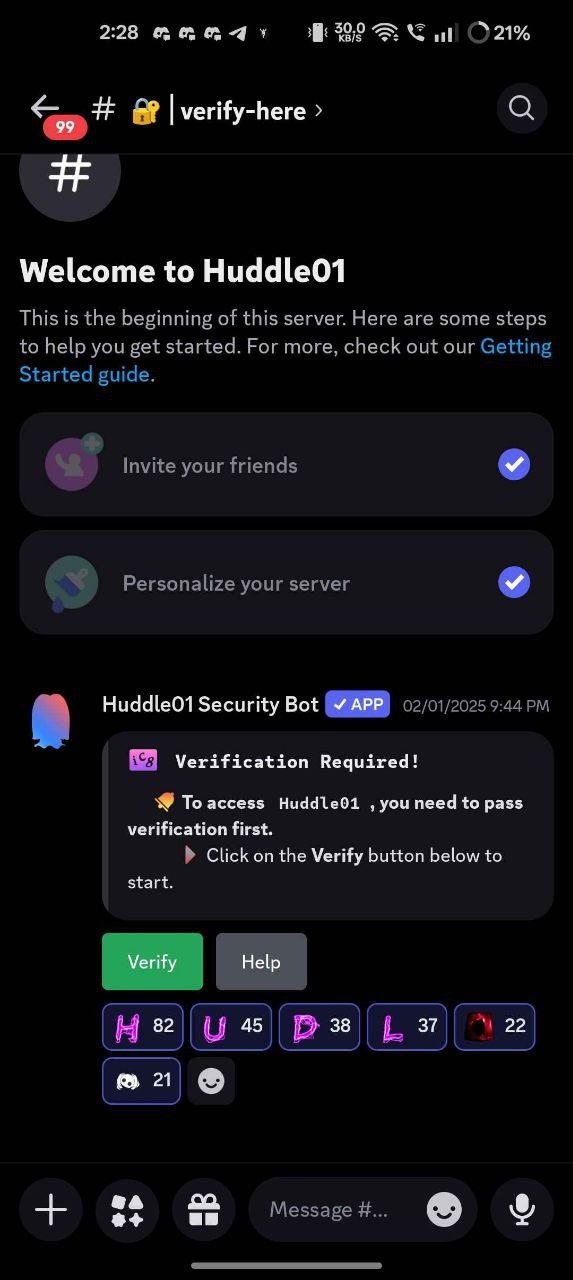 2:28 30.0 KB/S 21%
# 🔐 | verify-here ›
99
#
Welcome to Huddle01
This is the beginning of this server. Here are some steps
to help you get started. For more, check out our Getting
Started guide.
Invite your friends
Personalize your server
Huddle01 Security Bot ✓ APP 02/01/2025 9:44 PM
Verification Required!
To access Huddle01 , you need to pass
verification first.
Click on the Verify button below to
start.
Verify Help
H 82 U 45 D 38 L 37 22
21
Message #...